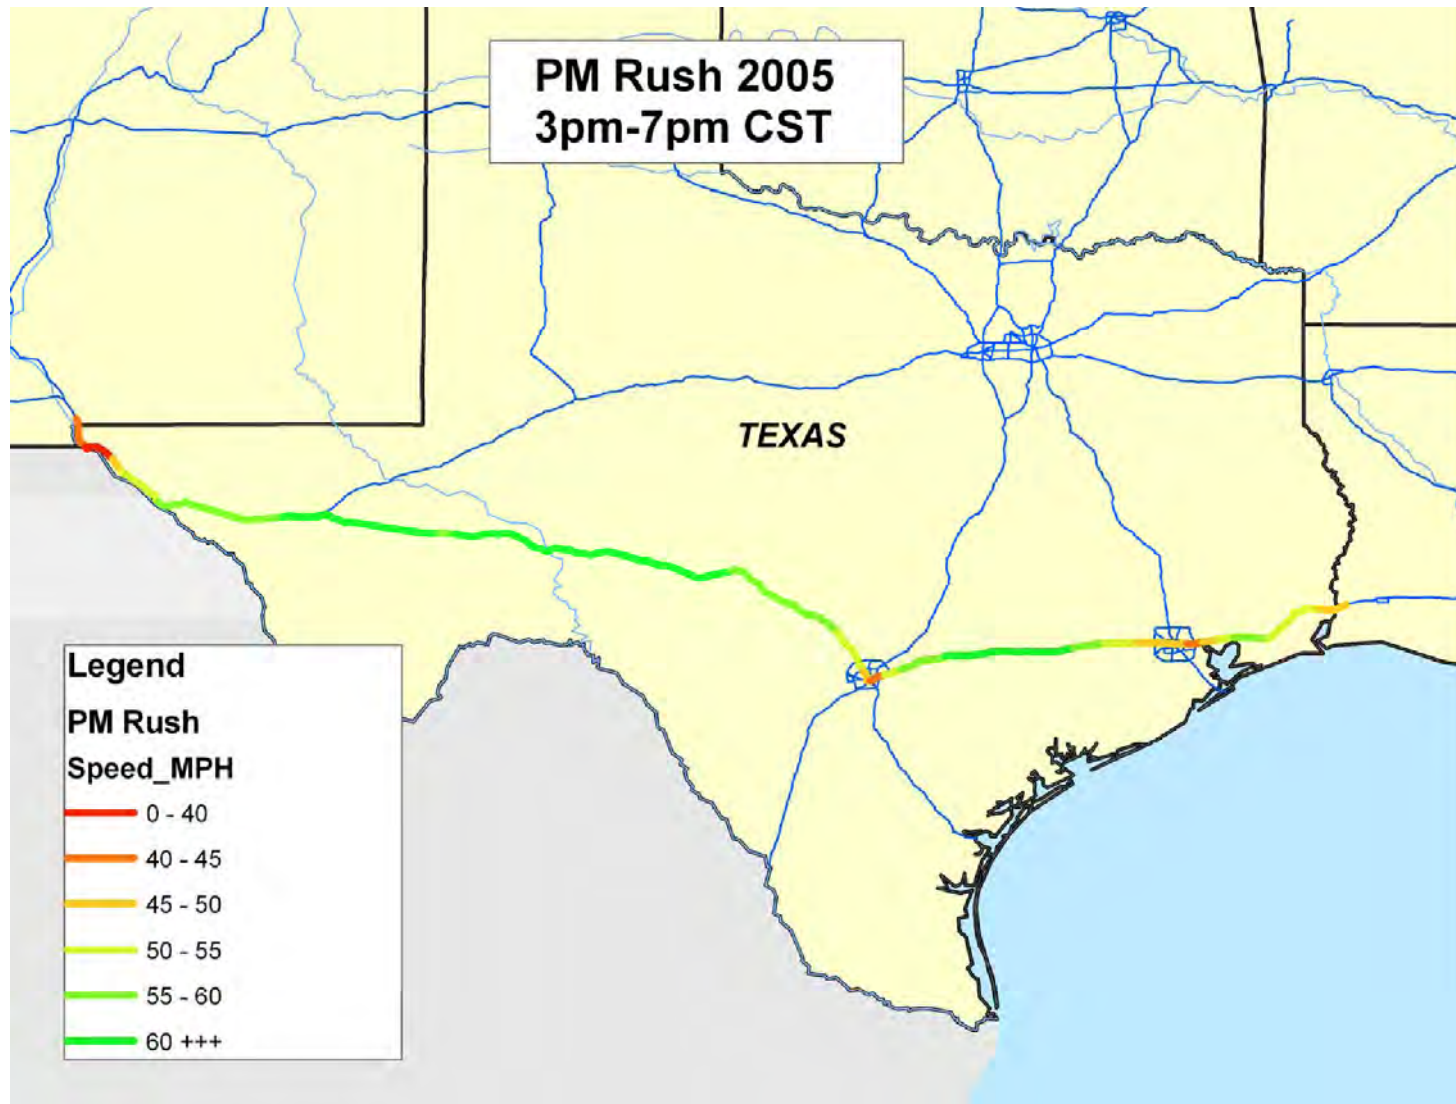 PM Rush 2005
3pm-7pm CST
TEXAS
Legend
PM Rush
Speed_MPH
0 - 40
40 - 45
45 - 50
50 - 55
55 - 60
60 +++